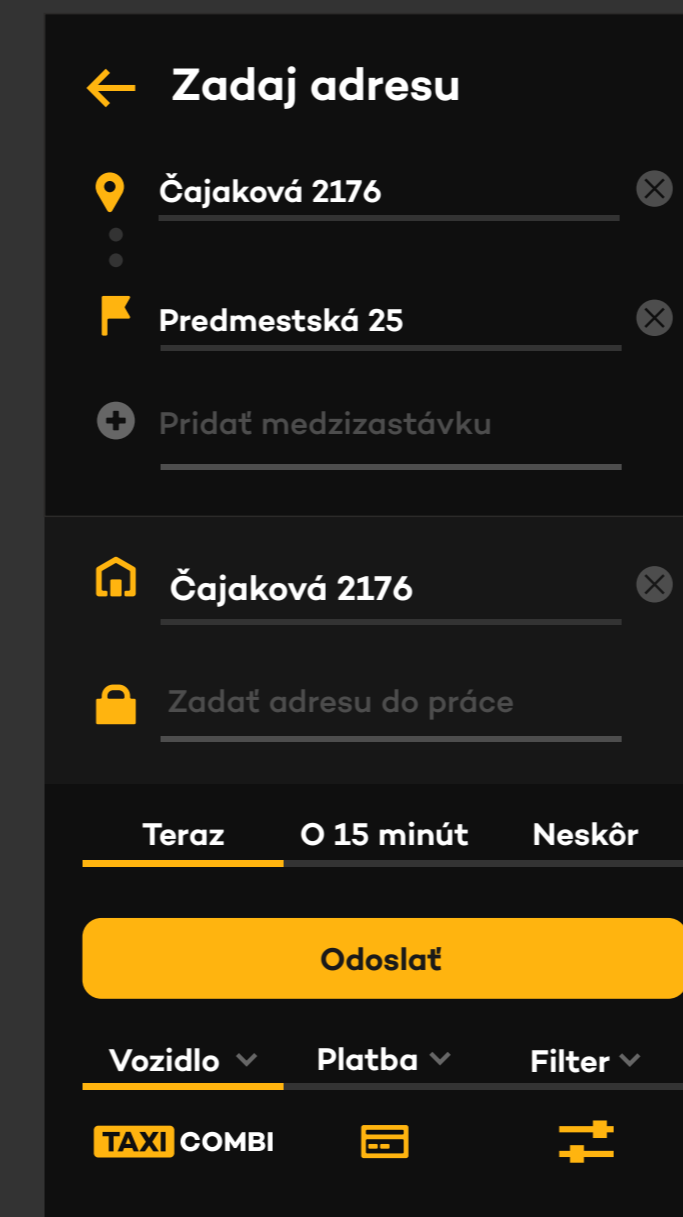 Zadaj adresu
Čajaková 2176
Predmestská 25
Pridať medzizastávku
Čajaková 2176
Zadať adresu do práce
Teraz O 15 minút Neskôr
Odoslať
Vozidlo Platba Filter
TAXI COMBI